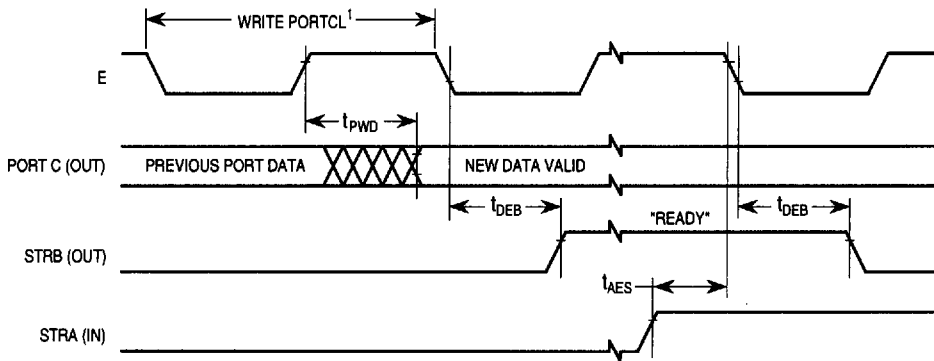 WRITE PORTCL¹
E
tPWD
PORT C (OUT)
PREVIOUS PORT DATA
NEW DATA VALID
tDEB
"READY"
tDEB
STRB (OUT)
tAES
STRA (IN)